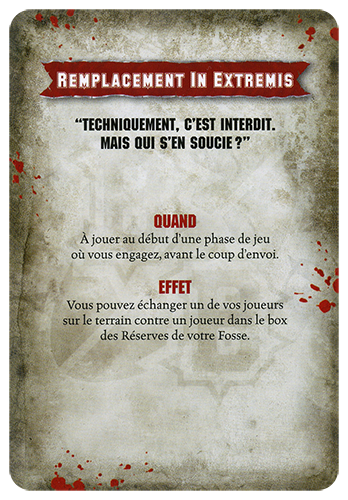 Remplacement In Extremis
“TECHNIQUEMENT, C’EST INTERDIT.
MAIS QUI S’EN SOUCIE ?”
QUAND
À jouer au début d’une phase de jeu
où vous engagez, avant le coup d’envoi.
EFFET
Vous pouvez échanger un de vos joueurs
sur le terrain contre un joueur dans le box
des Réserves de votre Fosse.